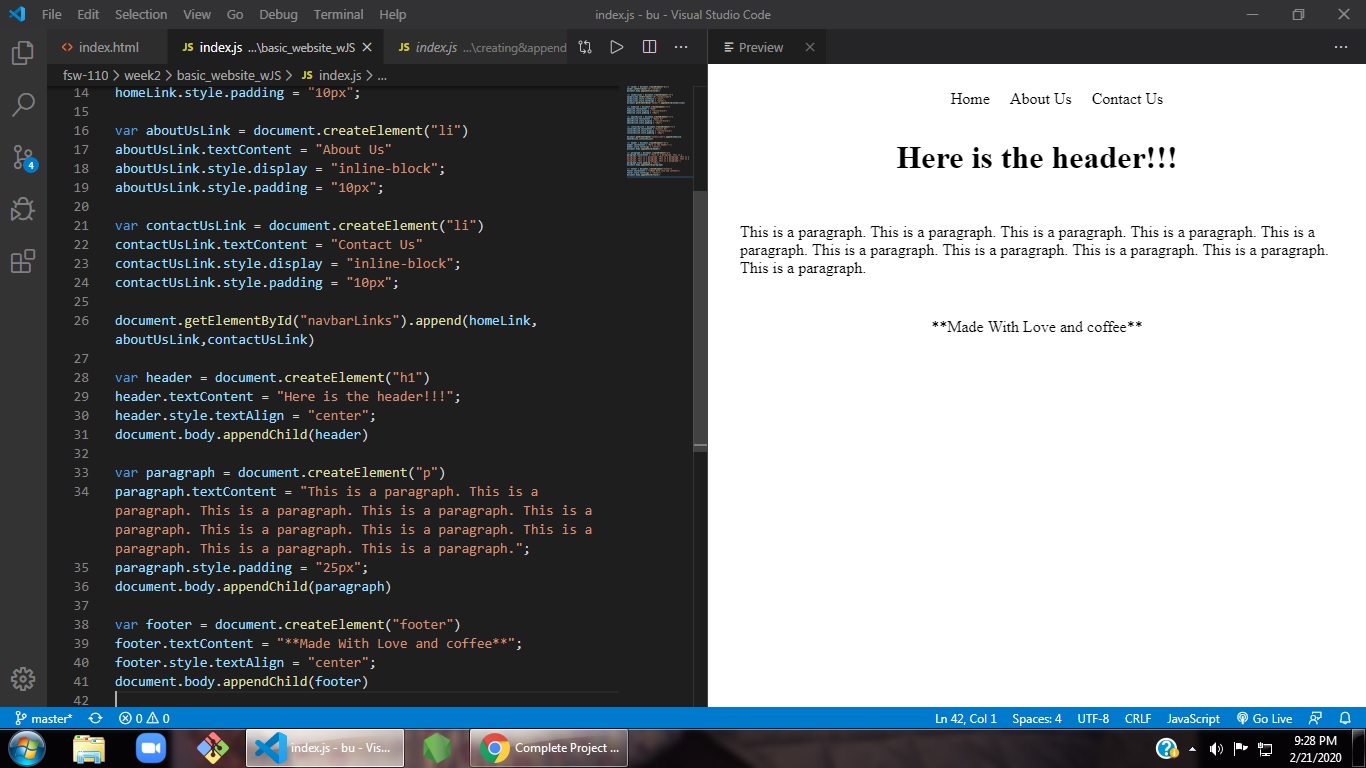 File Edit Selection View Go Debug Terminal Help
index.js - bu - Visual Studio Code
index.html
JS index.js ...\basic_website_wJS
JS index.js ...\creating&append
Preview
fsw-110 > week2 > basic_website_wJS > JS index.js > ...
4
14 homeLink.style.padding = "10px";
15
16 var aboutUsLink = document.createElement("li")
17 aboutUsLink.textContent = "About Us"
18 aboutUsLink.style.display = "inline-block";
19 aboutUsLink.style.padding = "10px";
20
21 var contactUsLink = document.createElement("li")
22 contactUsLink.textContent = "Contact Us"
23 contactUsLink.style.display = "inline-block";
24 contactUsLink.style.padding = "10px";
25
26 document.getElementById("navbarLinks").append(homeLink,
aboutUsLink,contactUsLink)
27
28 var header = document.createElement("h1")
29 header.textContent = "Here is the header!!!";
30 header.style.textAlign = "center";
31 document.body.appendChild(header)
32
33 var paragraph = document.createElement("p")
34 paragraph.textContent = "This is a paragraph. This is a
paragraph. This is a paragraph. This is a paragraph. This is a
paragraph. This is a paragraph. This is a paragraph. This is a
paragraph. This is a paragraph. This is a paragraph.";
35 paragraph.style.padding = "25px";
36 document.body.appendChild(paragraph)
37
38 var footer = document.createElement("footer")
39 footer.textContent = "**Made With Love and coffee**";
40 footer.style.textAlign = "center";
41 document.body.appendChild(footer)
42
Home About Us Contact Us
Here is the header!!!
This is a paragraph. This is a paragraph. This is a paragraph. This is a paragraph. This is a
paragraph. This is a paragraph. This is a paragraph. This is a paragraph. This is a paragraph.
This is a paragraph.
**Made With Love and coffee**
master* 0 0
Ln 42, Col 1 Spaces: 4 UTF-8 CRLF JavaScript Go Live
index.js - bu - Vis...
Complete Project ...
9:28 PM
2/21/2020